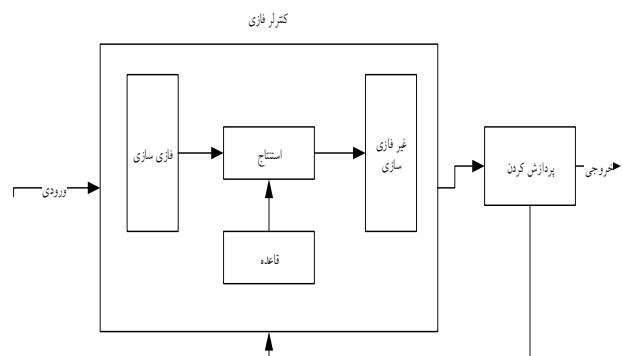 کنترلر فازی
ورودی
فازی سازی
استنتاج
قاعده
غیر فازی
سازی
پردازش کردن
خروجی